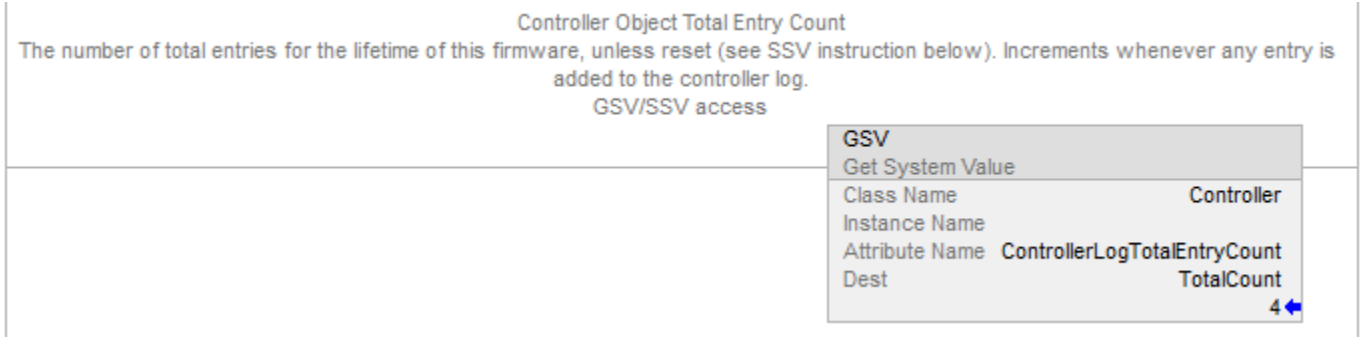 Controller Object Total Entry Count
The number of total entries for the lifetime of this firmware, unless reset (see SSV instruction below). Increments whenever any entry is
added to the controller log.
GSV/SSV access
GSV
Get System Value
Class Name Controller
Instance Name
Attribute Name ControllerLogTotalEntryCount
Dest TotalCount
4